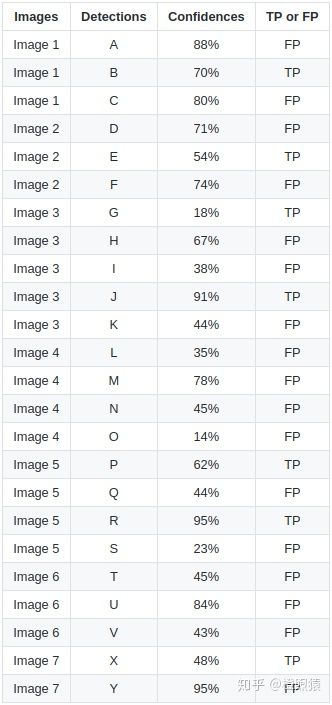 Images Detections Confidences TP or FP
Image 1 A 88% FP
Image 1 B 70% TP
Image 1 C 80% FP
Image 2 D 71% FP
Image 2 E 54% TP
Image 2 F 74% FP
Image 3 G 18% TP
Image 3 H 67% FP
Image 3 I 38% FP
Image 3 J 91% TP
Image 3 K 44% FP
Image 4 L 35% FP
Image 4 M 78% FP
Image 4 N 45% FP
Image 4 O 14% FP
Image 5 P 62% TP
Image 5 Q 44% FP
Image 5 R 95% TP
Image 5 S 23% FP
Image 6 T 45% FP
Image 6 U 84% FP
Image 6 V 43% FP
Image 7 X 48% TP
Image 7 Y 95% FP
知乎